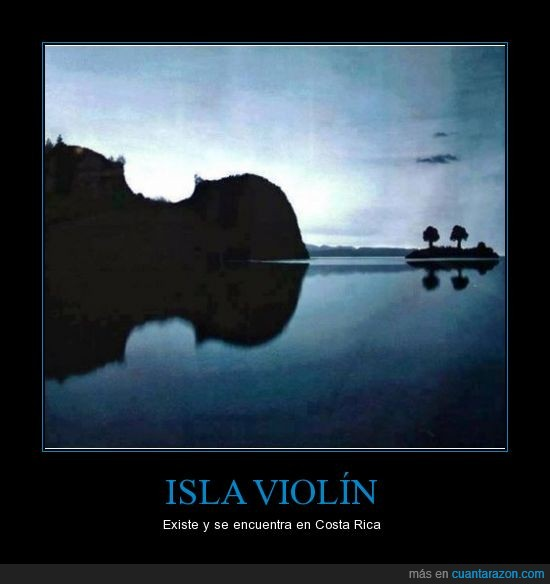 ISLA VIOLÍN
Existe y se encuentra en Costa Rica
más en cuantarazon.com